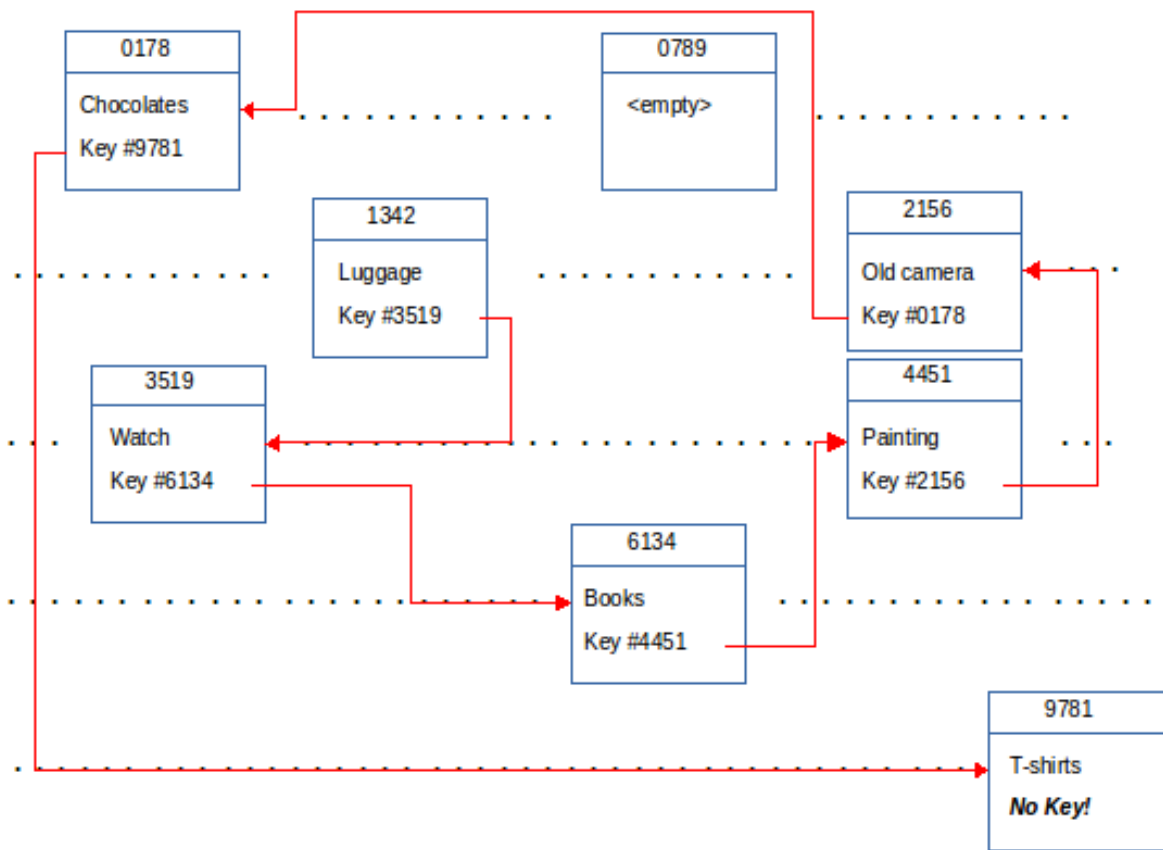 0178
Chocolates
Key #9781
0789
<empty>
1342
Luggage
Key #3519
2156
Old camera
Key #0178
3519
Watch
Key #6134
4451
Painting
Key #2156
6134
Books
Key #4451
9781
T-shirts
No Key!